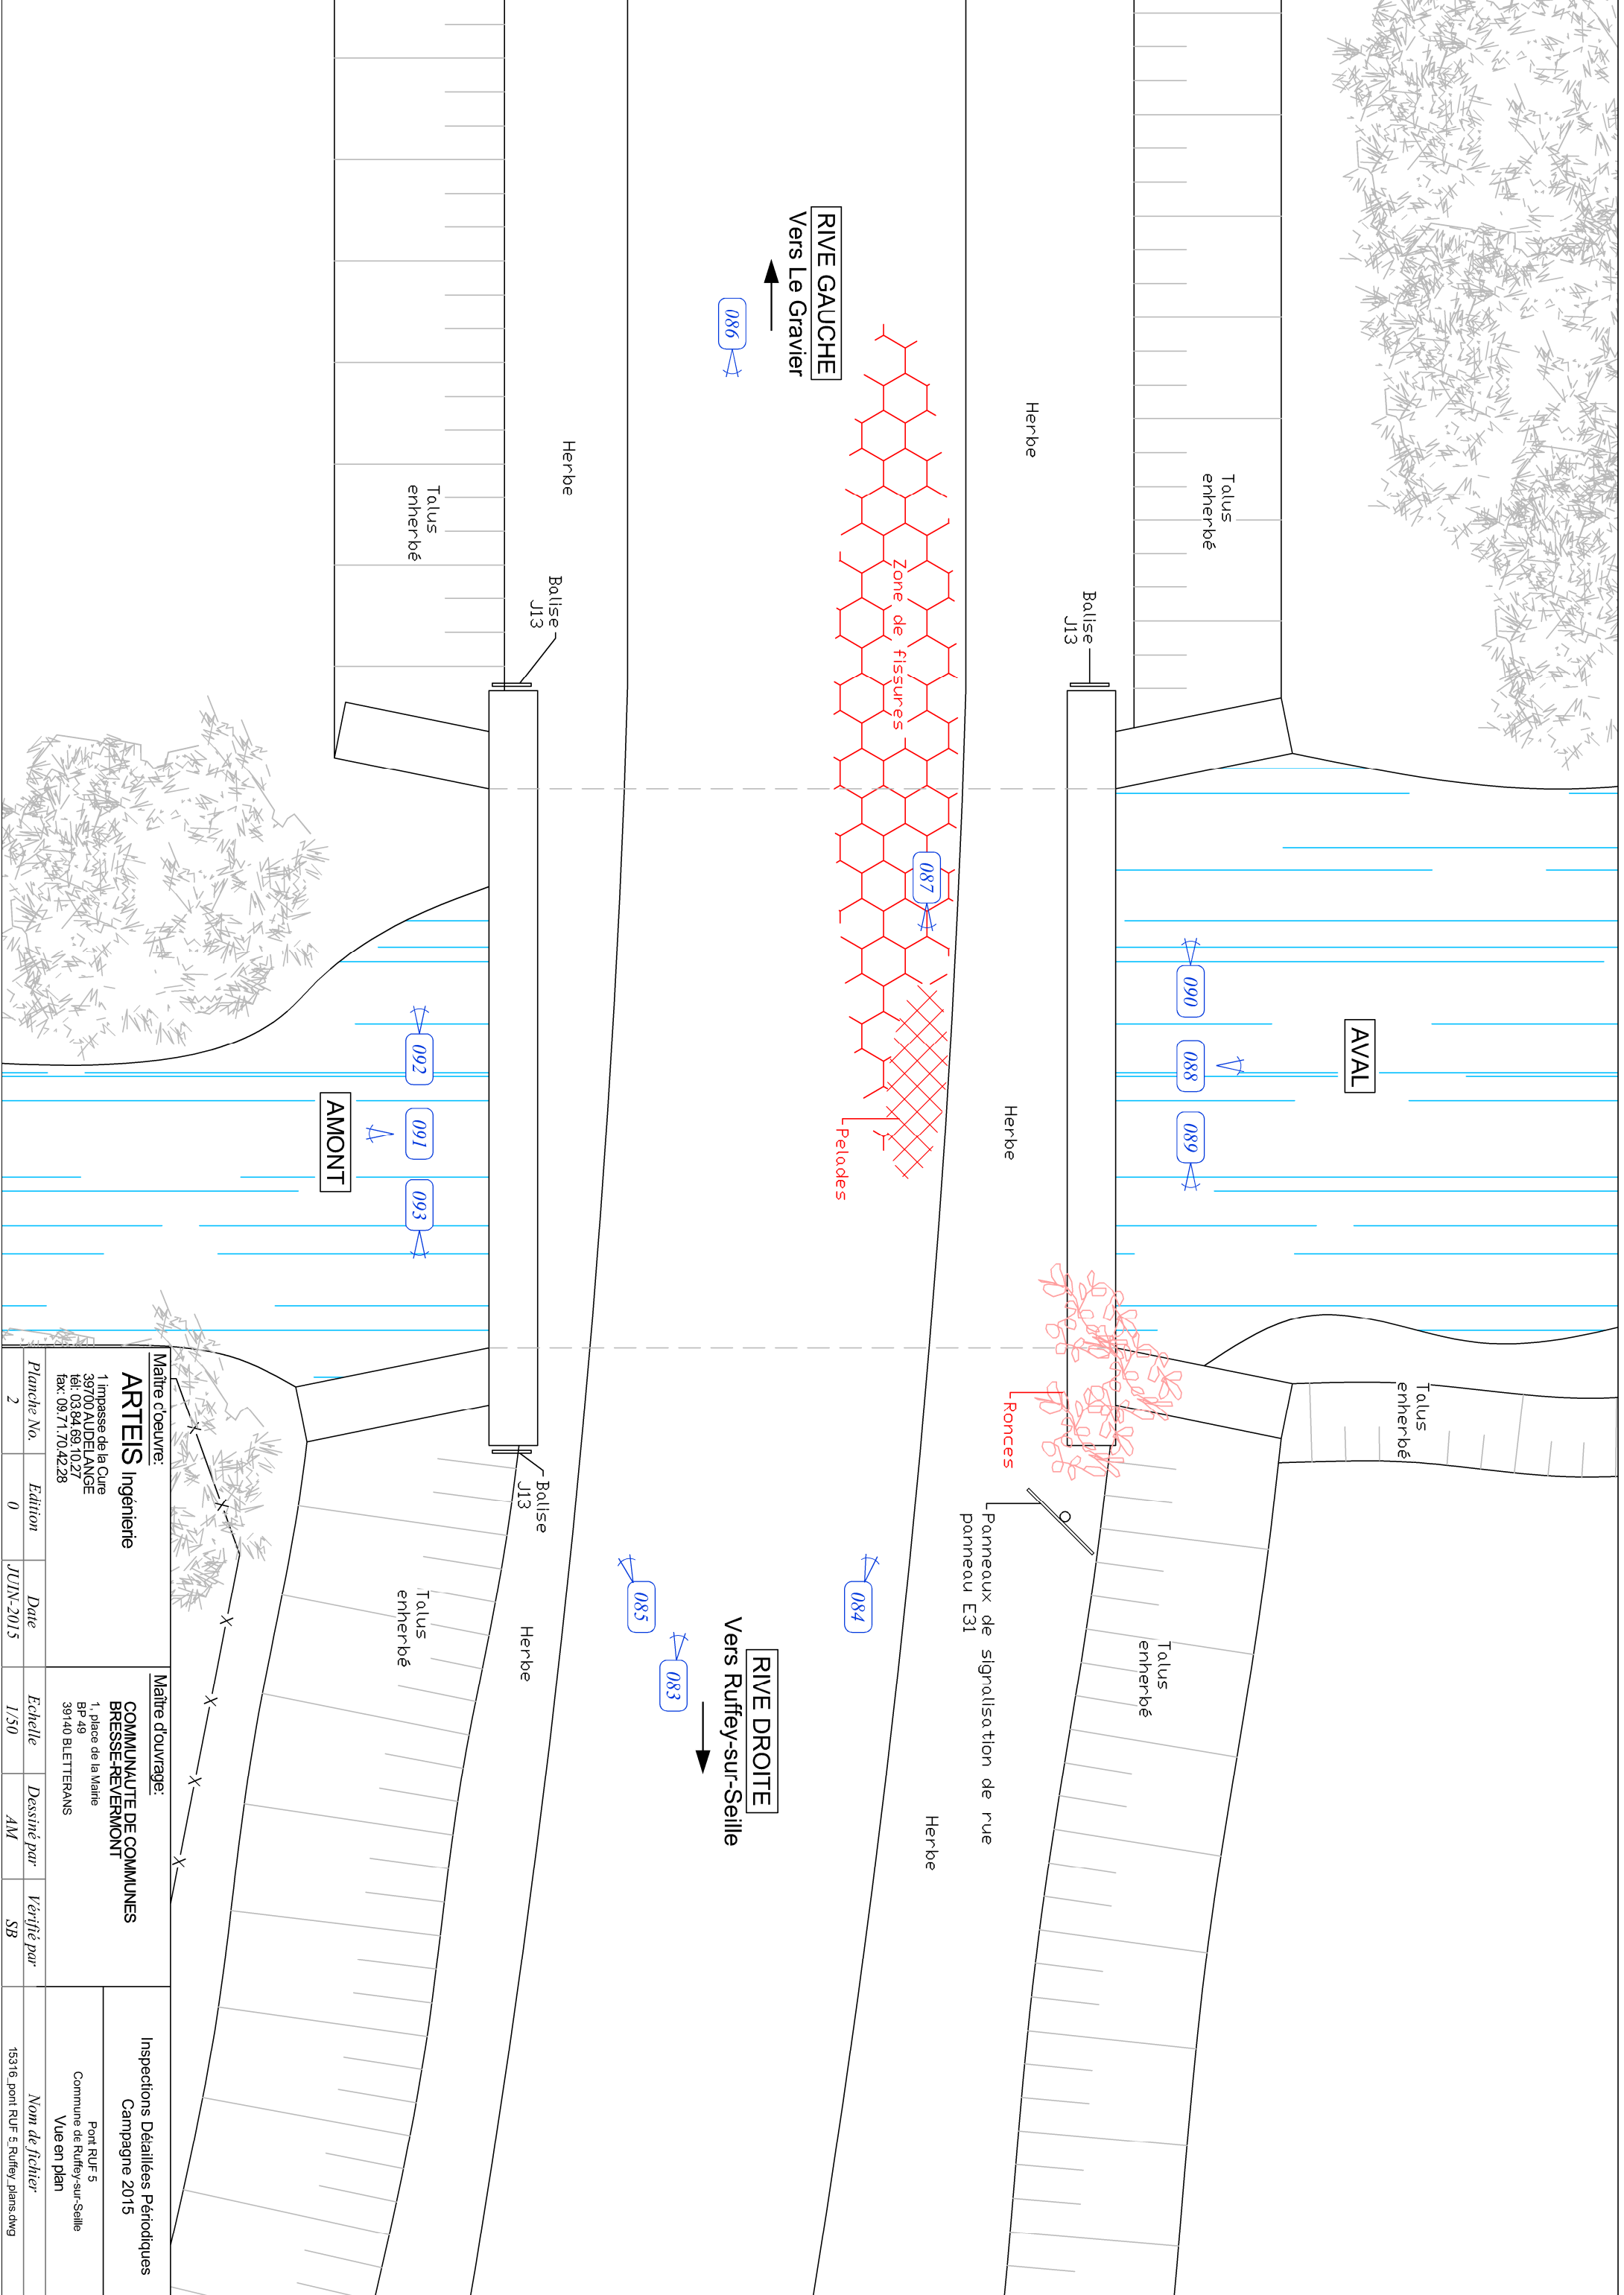 AVAL
Talus
enherbé
Talus
enherbé
Talus
enherbé
090
088
089
Balise
J13
Herbe
Herbe
Ronces
Panneaux de signalisation de rue
panneau E31
Herbe
Zone de fissures
087
Pelades
084
RIVE GAUCHE
Vers Le Gravier
086
RIVE DROITE
Vers Ruffey-sur-Seille
083
085
Herbe
Balise
J13
Balise
J13
Herbe
Talus
enherbé
Talus
enherbé
092
091
093
AMONT
Maître d'oeuvre:
ARTEIS Ingénierie
1 impasse de la Cure
39700 AUDELANGE
tél: 03.84.69.10.27
fax: 09.71.70.42.28
Maître d'ouvrage:
COMMUNAUTE DE COMMUNES
BRESSE-REVERMONT
1, place de la Mairie
BP 49
39140 BLETTERANS
Inspections Détaillées Périodiques
Campagne 2015
Pont RUF 5
Commune de Ruffey-sur-Seille
Vue en plan
Planche No. Edition Date Echelle Dessiné par Vérifié par Nom de fichier
2 0 JUIN-2015 1/50 AM SB 15316_pont RUF 5_Ruffey_plans.dwg